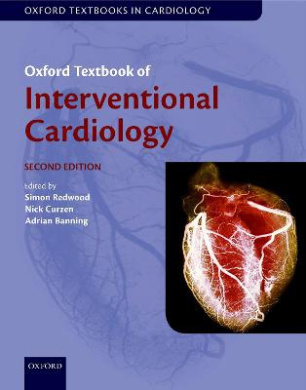 OXFORD TEXTBOOKS IN CARDIOLOGY
Oxford Textbook of
Interventional
Cardiology
SECOND EDITION
Edited by
Simon Redwood
Nick Curzen
Adrian Banning
OXFORD